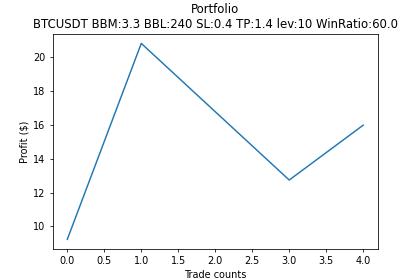 Portfolio
BTCUSDT BBM:3.3 BBL:240 SL:0.4 TP:1.4 lev:10 WinRatio:60.0
Profit ($)
20
18
16
14
12
10
0.0 0.5 1.0 1.5 2.0 2.5 3.0 3.5 4.0
Trade counts